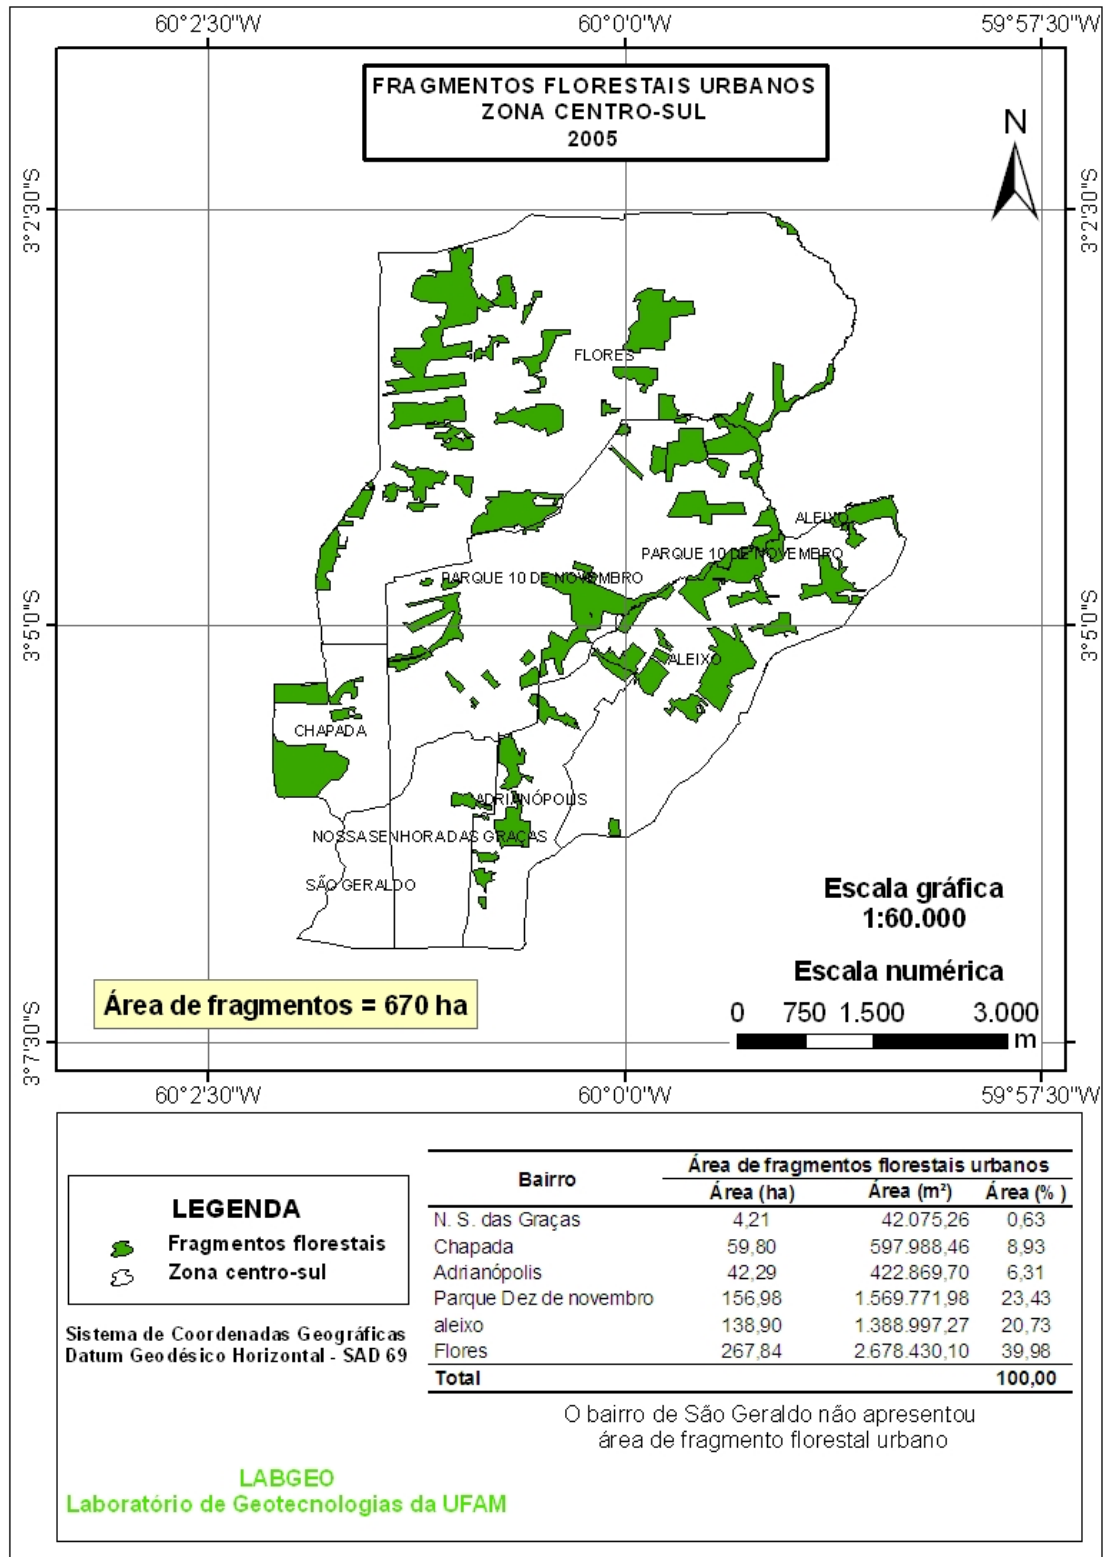 60°2'30"W 60°0'0"W 59°57'30"W
FRAGMENTOS FLORESTAIS URBANOS
ZONA CENTRO-SUL
2005
N
3°2'30"S 3°2'30"S
FLORES
ALEIXO
PARQUE 10 DE NOVEMBRO
PARQUE 10 DE NOVOMBRO
3°5'0"S 3°5'0"S
ALEIXO
CHAPADA
ADRIANÓPOLIS
NOSSA SENHORA DAS GRAÇAS
SÃO GERALDO
Escala gráfica
1:60.000
Escala numérica
Área de fragmentos = 670 ha
0 750 1.500 3.000
m
3°7'30"S
60°2'30"W 60°0'0"W 59°57'30"W
LEGENDA
Fragmentos florestais
Zona centro-sul
Sistema de Coordenadas Geográficas
Datum Geodésico Horizontal - SAD 69
Bairro Área de fragmentos florestais urbanos
Área (ha) Área (m²) Área (% )
N. S. das Graças 4,21 42.075,26 0,63
Chapada 59,80 597.988,46 8,93
Adrianópolis 42,29 422.869,70 6,31
Parque Dez de novembro 156,98 1.569.771,98 23,43
aleixo 138,90 1.388.997,27 20,73
Flores 267,84 2.678.430,10 39,98
Total 100,00
O bairro de São Geraldo não apresentou
área de fragmento florestal urbano
LABGEO
Laboratório de Geotecnologias da UFAM